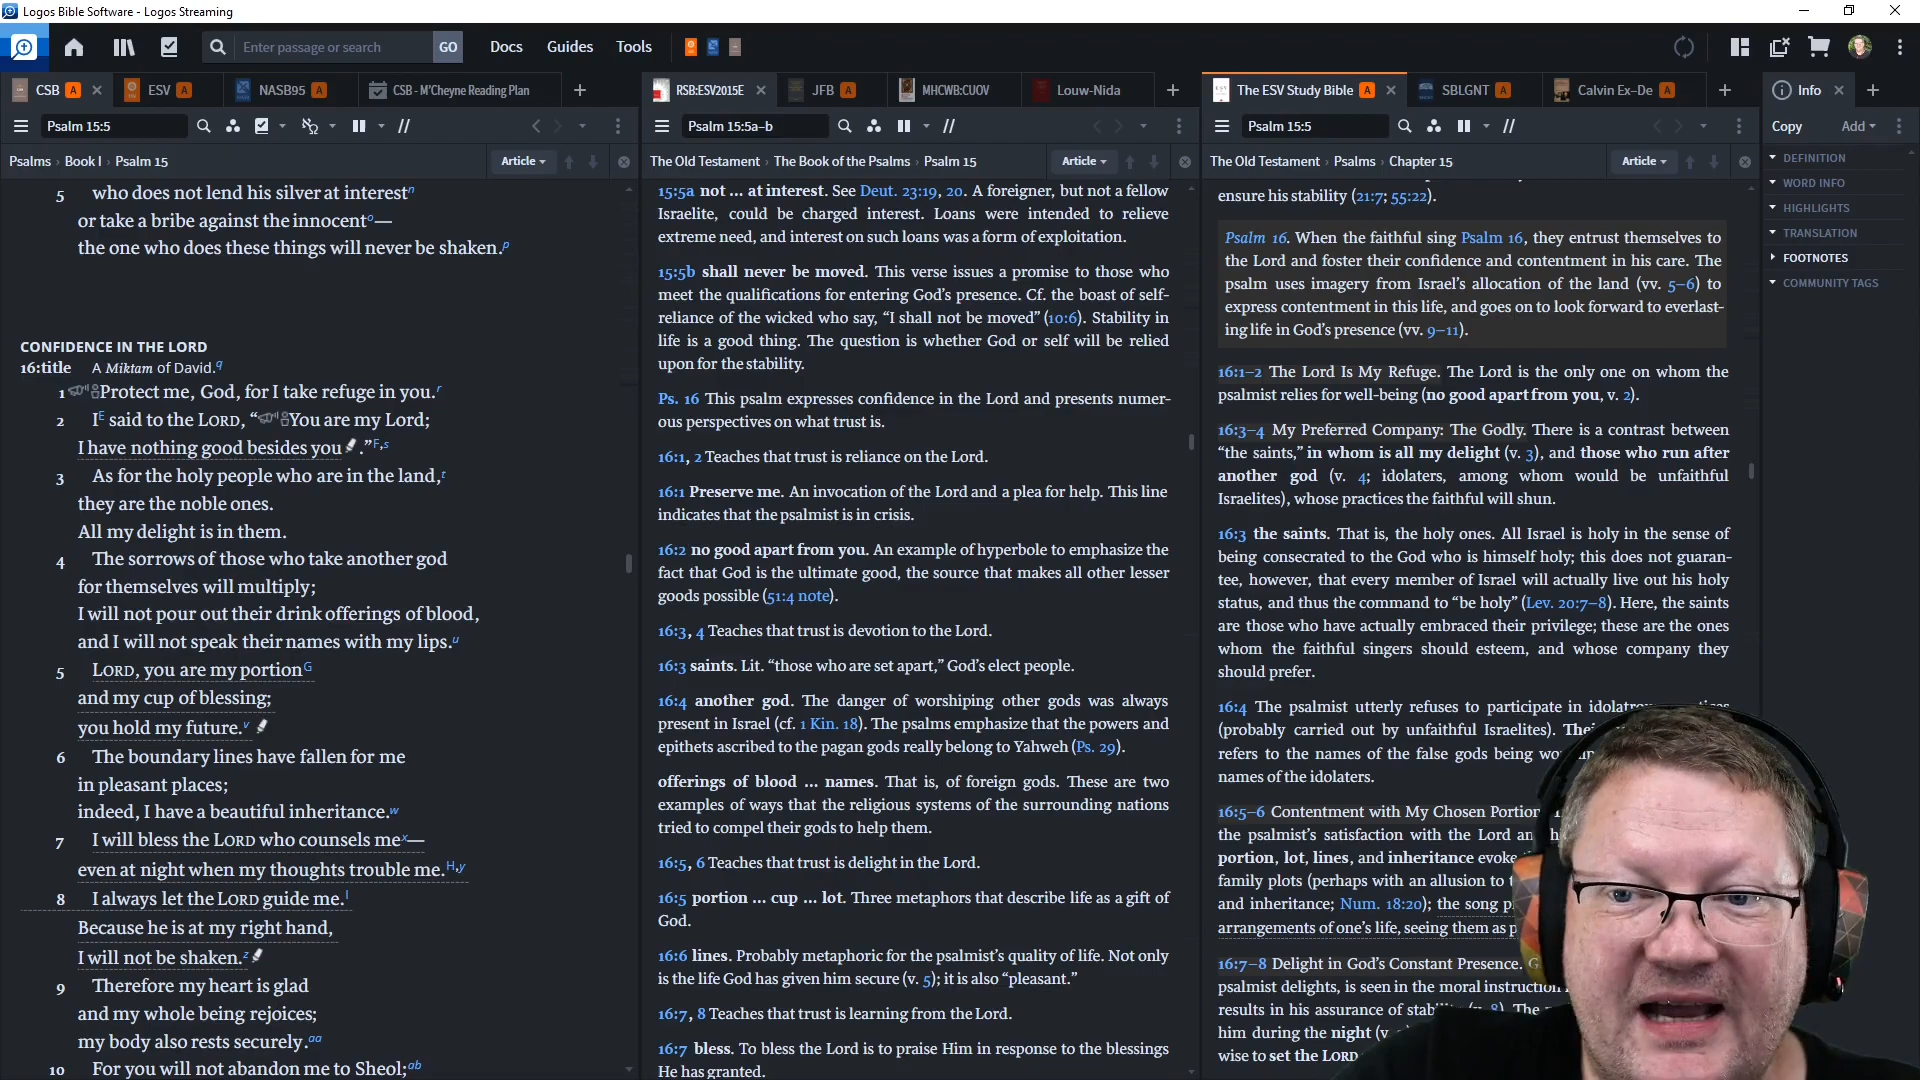 Logos Bible Software - Logos Streaming
Enter passage or search
GO
Docs
Guides
Tools
CSB A
ESV A
NASB95 A
CSB - M'Cheyne Reading Plan
RSB:ESV2015E
JFB A
MHCWB:CUOV
Louw-Nida
The ESV Study Bible A
SBLGNT A
Calvin Ex–De A
Info
Psalm 15:5
Psalm 15:5a–b
Psalm 15:5
Copy
Add
Psalms › Book I › Psalm 15
Article
The Old Testament › The Book of the Psalms › Psalm 15
Article
The Old Testament › Psalms › Chapter 15
Article
5 who does not lend his silver at interestⁿ
or take a bribe against the innocentᵒ—
the one who does these things will never be shaken.ᵖ
CONFIDENCE IN THE LORD
16:title A Miktam of David.q
1 Protect me, God, for I take refuge in you.ʳ
2 Iᴱ said to the LORD, “You are my Lord;
I have nothing good besides you.”F,s
3 As for the holy people who are in the land,ᵗ
they are the noble ones.
All my delight is in them.
4 The sorrows of those who take another god
for themselves will multiply;
I will not pour out their drink offerings of blood,
and I will not speak their names with my lips.ᵘ
5 LORD, you are my portionᴳ
and my cup of blessing;
you hold my future.ᵛ
6 The boundary lines have fallen for me
in pleasant places;
indeed, I have a beautiful inheritance.ʷ
7 I will bless the LORD who counsels meˣ—
even at night when my thoughts trouble me.H,y
8 I always let the LORD guide me.ᴵ
Because he is at my right hand,
I will not be shaken.ᶻ
9 Therefore my heart is glad
and my whole being rejoices;
my body also rests securely.aa
10 For you will not abandon me to Sheol;ab
15:5a not ... at interest. See Deut. 23:19, 20. A foreigner, but not a fellow
Israelite, could be charged interest. Loans were intended to relieve
extreme need, and interest on such loans was a form of exploitation.
15:5b shall never be moved. This verse issues a promise to those who
meet the qualifications for entering God’s presence. Cf. the boast of self-
reliance of the wicked who say, “I shall not be moved” (10:6). Stability in
life is a good thing. The question is whether God or self will be relied
upon for the stability.
Ps. 16 This psalm expresses confidence in the Lord and presents numer-
ous perspectives on what trust is.
16:1, 2 Teaches that trust is reliance on the Lord.
16:1 Preserve me. An invocation of the Lord and a plea for help. This line
indicates that the psalmist is in crisis.
16:2 no good apart from you. An example of hyperbole to emphasize the
fact that God is the ultimate good, the source that makes all other lesser
goods possible (51:4 note).
16:3, 4 Teaches that trust is devotion to the Lord.
16:3 saints. Lit. “those who are set apart,” God’s elect people.
16:4 another god. The danger of worshiping other gods was always
present in Israel (cf. 1 Kin. 18). The psalms emphasize that the powers and
epithets ascribed to the pagan gods really belong to Yahweh (Ps. 29).
offerings of blood ... names. That is, of foreign gods. These are two
examples of ways that the religious systems of the surrounding nations
tried to compel their gods to help them.
16:5, 6 Teaches that trust is delight in the Lord.
16:5 portion ... cup ... lot. Three metaphors that describe life as a gift of
God.
16:6 lines. Probably metaphoric for the psalmist’s quality of life. Not only
is the life God has given him secure (v. 5); it is also “pleasant.”
16:7, 8 Teaches that trust is learning from the Lord.
16:7 bless. To bless the Lord is to praise Him in response to the blessings
He has granted.
ensure his stability (21:7; 55:22).
Psalm 16. When the faithful sing Psalm 16, they entrust themselves to
the Lord and foster their confidence and contentment in his care. The
psalm uses imagery from Israel’s allocation of the land (vv. 5–6) to
express contentment in this life, and goes on to look forward to everlast-
ing life in God’s presence (vv. 9–11).
16:1–2 The Lord Is My Refuge. The Lord is the only one on whom the
psalmist relies for well-being (no good apart from you, v. 2).
16:3–4 My Preferred Company: The Godly. There is a contrast between
“the saints,” in whom is all my delight (v. 3), and those who run after
another god (v. 4; idolaters, among whom would be unfaithful
Israelites), whose practices the faithful will shun.
16:3 the saints. That is, the holy ones. All Israel is holy in the sense of
being consecrated to the God who is himself holy; this does not guaran-
tee, however, that every member of Israel will actually live out his holy
status, and thus the command to “be holy” (Lev. 20:7–8). Here, the saints
are those who have actually embraced their privilege; these are the ones
whom the faithful singers should esteem, and whose company they
should prefer.
16:4 The psalmist utterly refuses to participate in
(probably carried out by unfaithful Israelites).
refers to the names of the false gods being
names of the idolaters.
16:5–6 Contentment with My Chosen Portion
the psalmist’s satisfaction with the Lord
portion, lot, lines, and inheritance
family plots (perhaps with an allusion to
and inheritance; Num. 18:20); the song
arrangements of one’s life, seeing them as
16:7–8 Delight in God’s Constant Presence.
psalmist delights, is seen in the moral instruction
results in his assurance of
him during the night (v.
wise to set the LORD
DEFINITION
WORD INFO
HIGHLIGHTS
TRANSLATION
FOOTNOTES
COMMUNITY TAGS